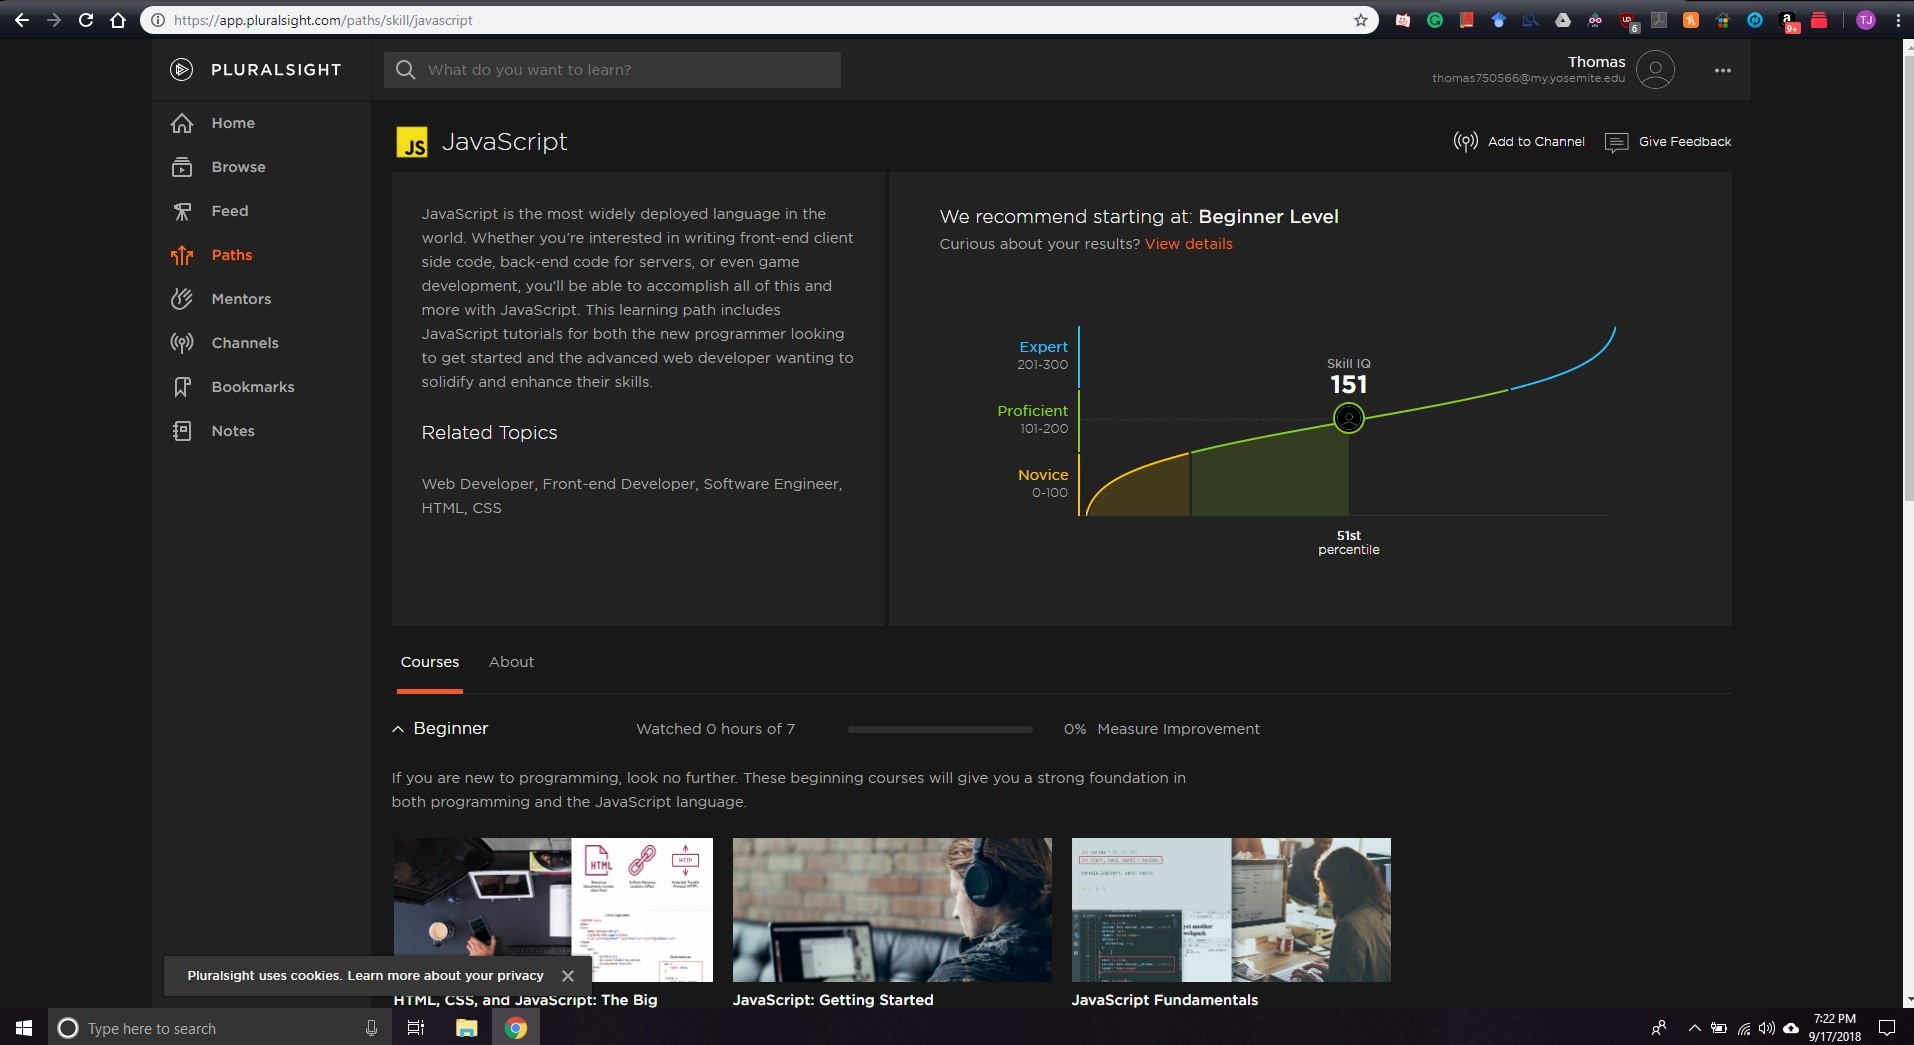 https://app.pluralsight.com/paths/skill/javascript
6
9+
TJ
PLURALSIGHT
What do you want to learn?
Thomas
thomas750566@my.yosemite.edu
Home
Browse
Feed
Paths
Mentors
Channels
Bookmarks
Notes
JS
JavaScript
Add to Channel
Give Feedback
JavaScript is the most widely deployed language in the
world. Whether you're interested in writing front-end client
side code, back-end code for servers, or even game
development, you'll be able to accomplish all of this and
more with JavaScript. This learning path includes
JavaScript tutorials for both the new programmer looking
to get started and the advanced web developer wanting to
solidify and enhance their skills.
Related Topics
Web Developer, Front-end Developer, Software Engineer,
HTML, CSS
We recommend starting at: Beginner Level
Curious about your results? View details
Expert
201-300
Proficient
101-200
Novice
0-100
Skill IQ
151
51st
percentile
Courses
About
Beginner
Watched 0 hours of 7
0% Measure Improvement
If you are new to programming, look no further. These beginning courses will give you a strong foundation in
both programming and the JavaScript language.
HTML
HTTP
Pluralsight uses cookies. Learn more about your privacy
HTML, CSS, and JavaScript: The Big
JavaScript: Getting Started
JavaScript Fundamentals
Type here to search
7:22 PM
9/17/2018